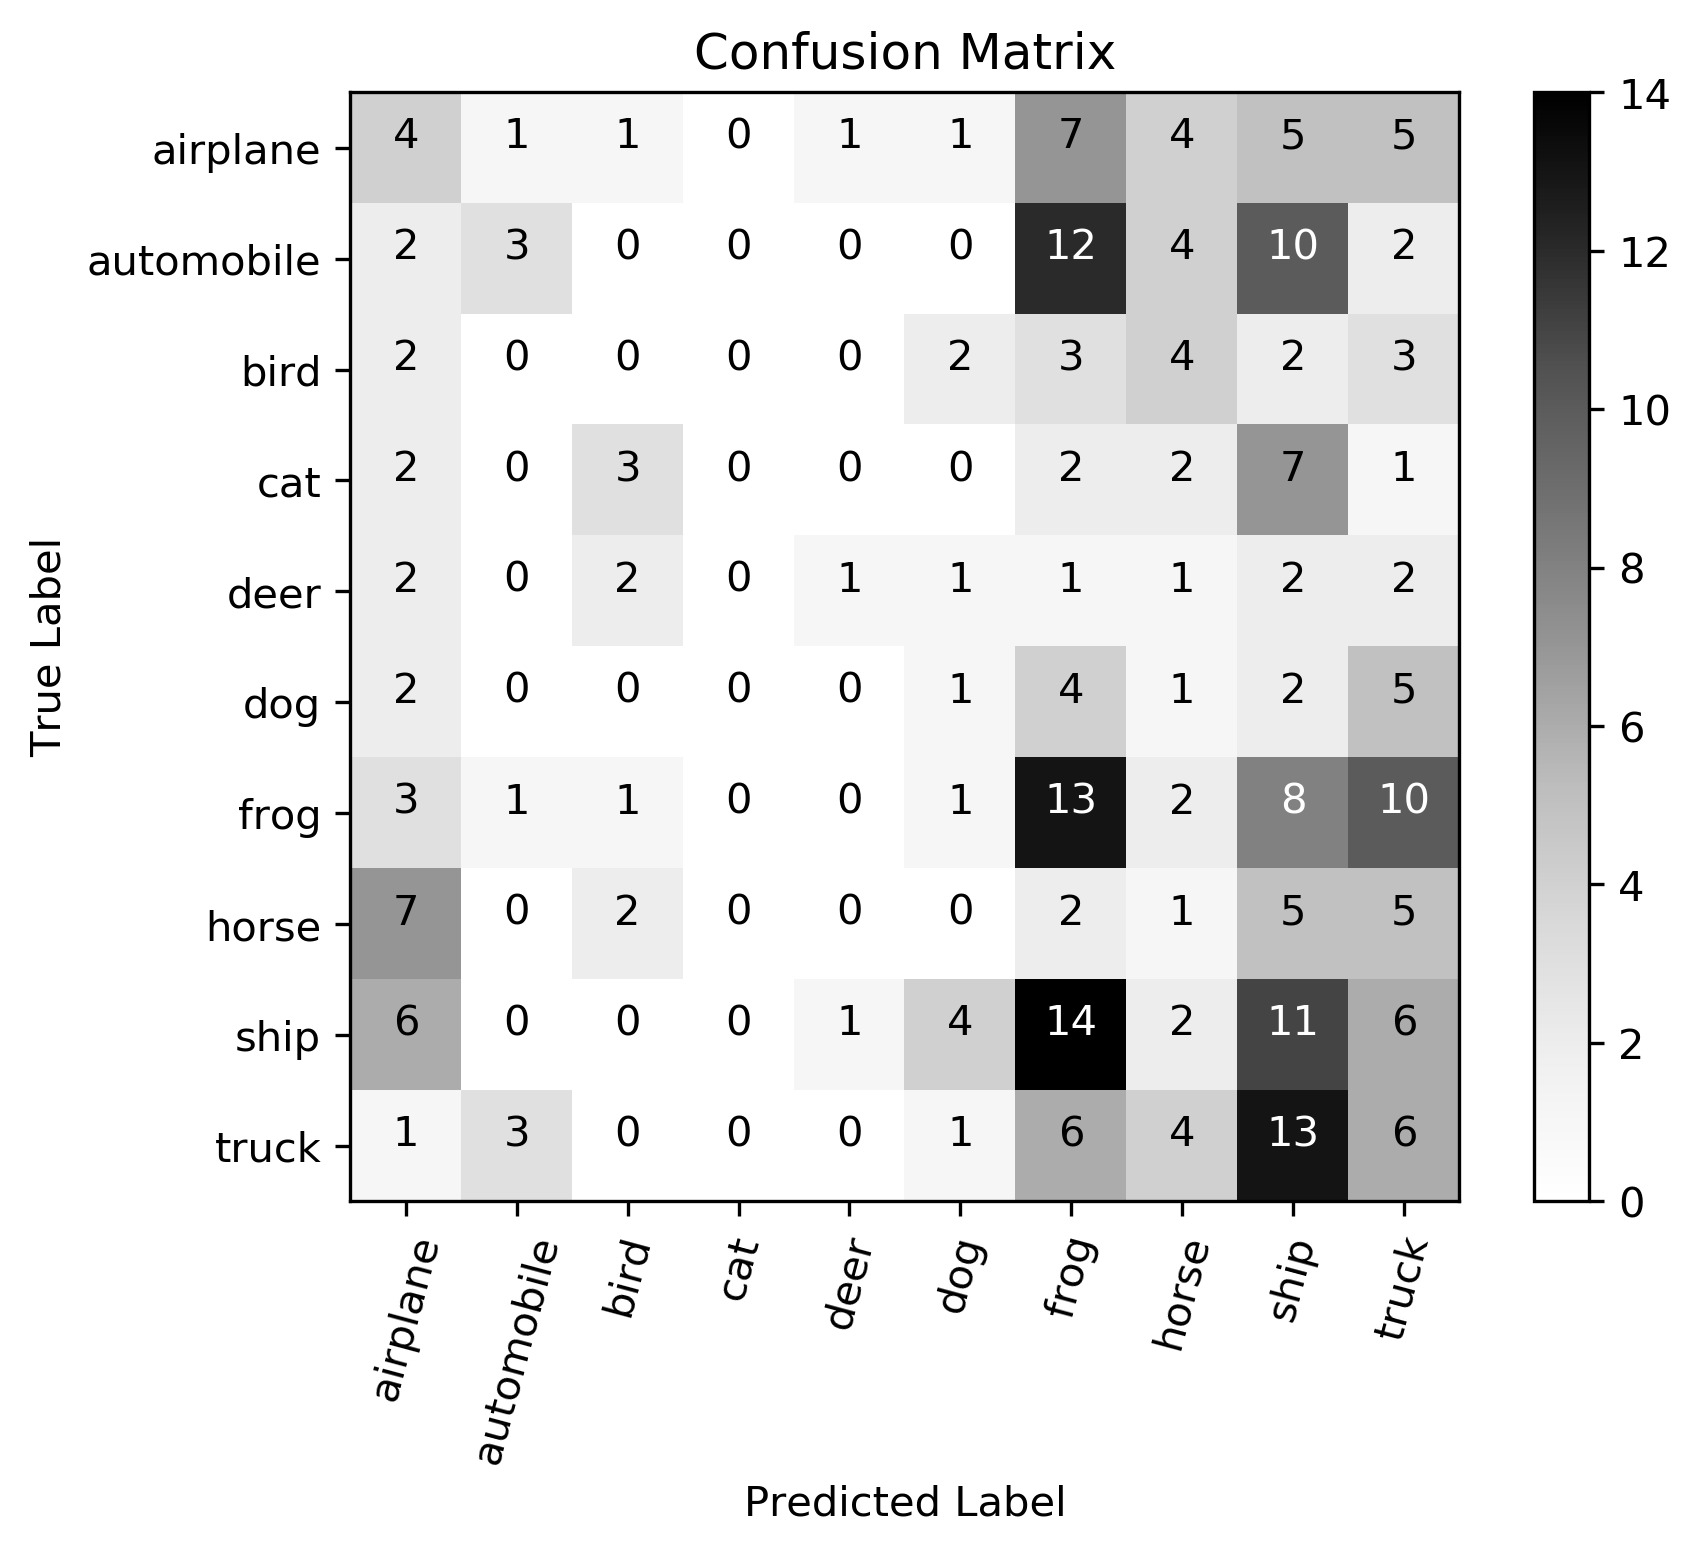 Confusion Matrix
airplane 4 1 1 0 1 1 7 4 5 5
automobile 2 3 0 0 0 0 12 4 10 2
bird 2 0 0 0 0 2 3 4 2 3
cat 2 0 3 0 0 0 2 2 7 1
deer 2 0 2 0 1 1 1 1 2 2
dog 2 0 0 0 0 1 4 1 2 5
frog 3 1 1 0 0 1 13 2 8 10
horse 7 0 2 0 0 0 2 1 5 5
ship 6 0 0 0 1 4 14 2 11 6
truck 1 3 0 0 0 1 6 4 13 6
True Label
airplane automobile bird cat deer dog frog horse ship truck
Predicted Label
14
12
10
8
6
4
2
0